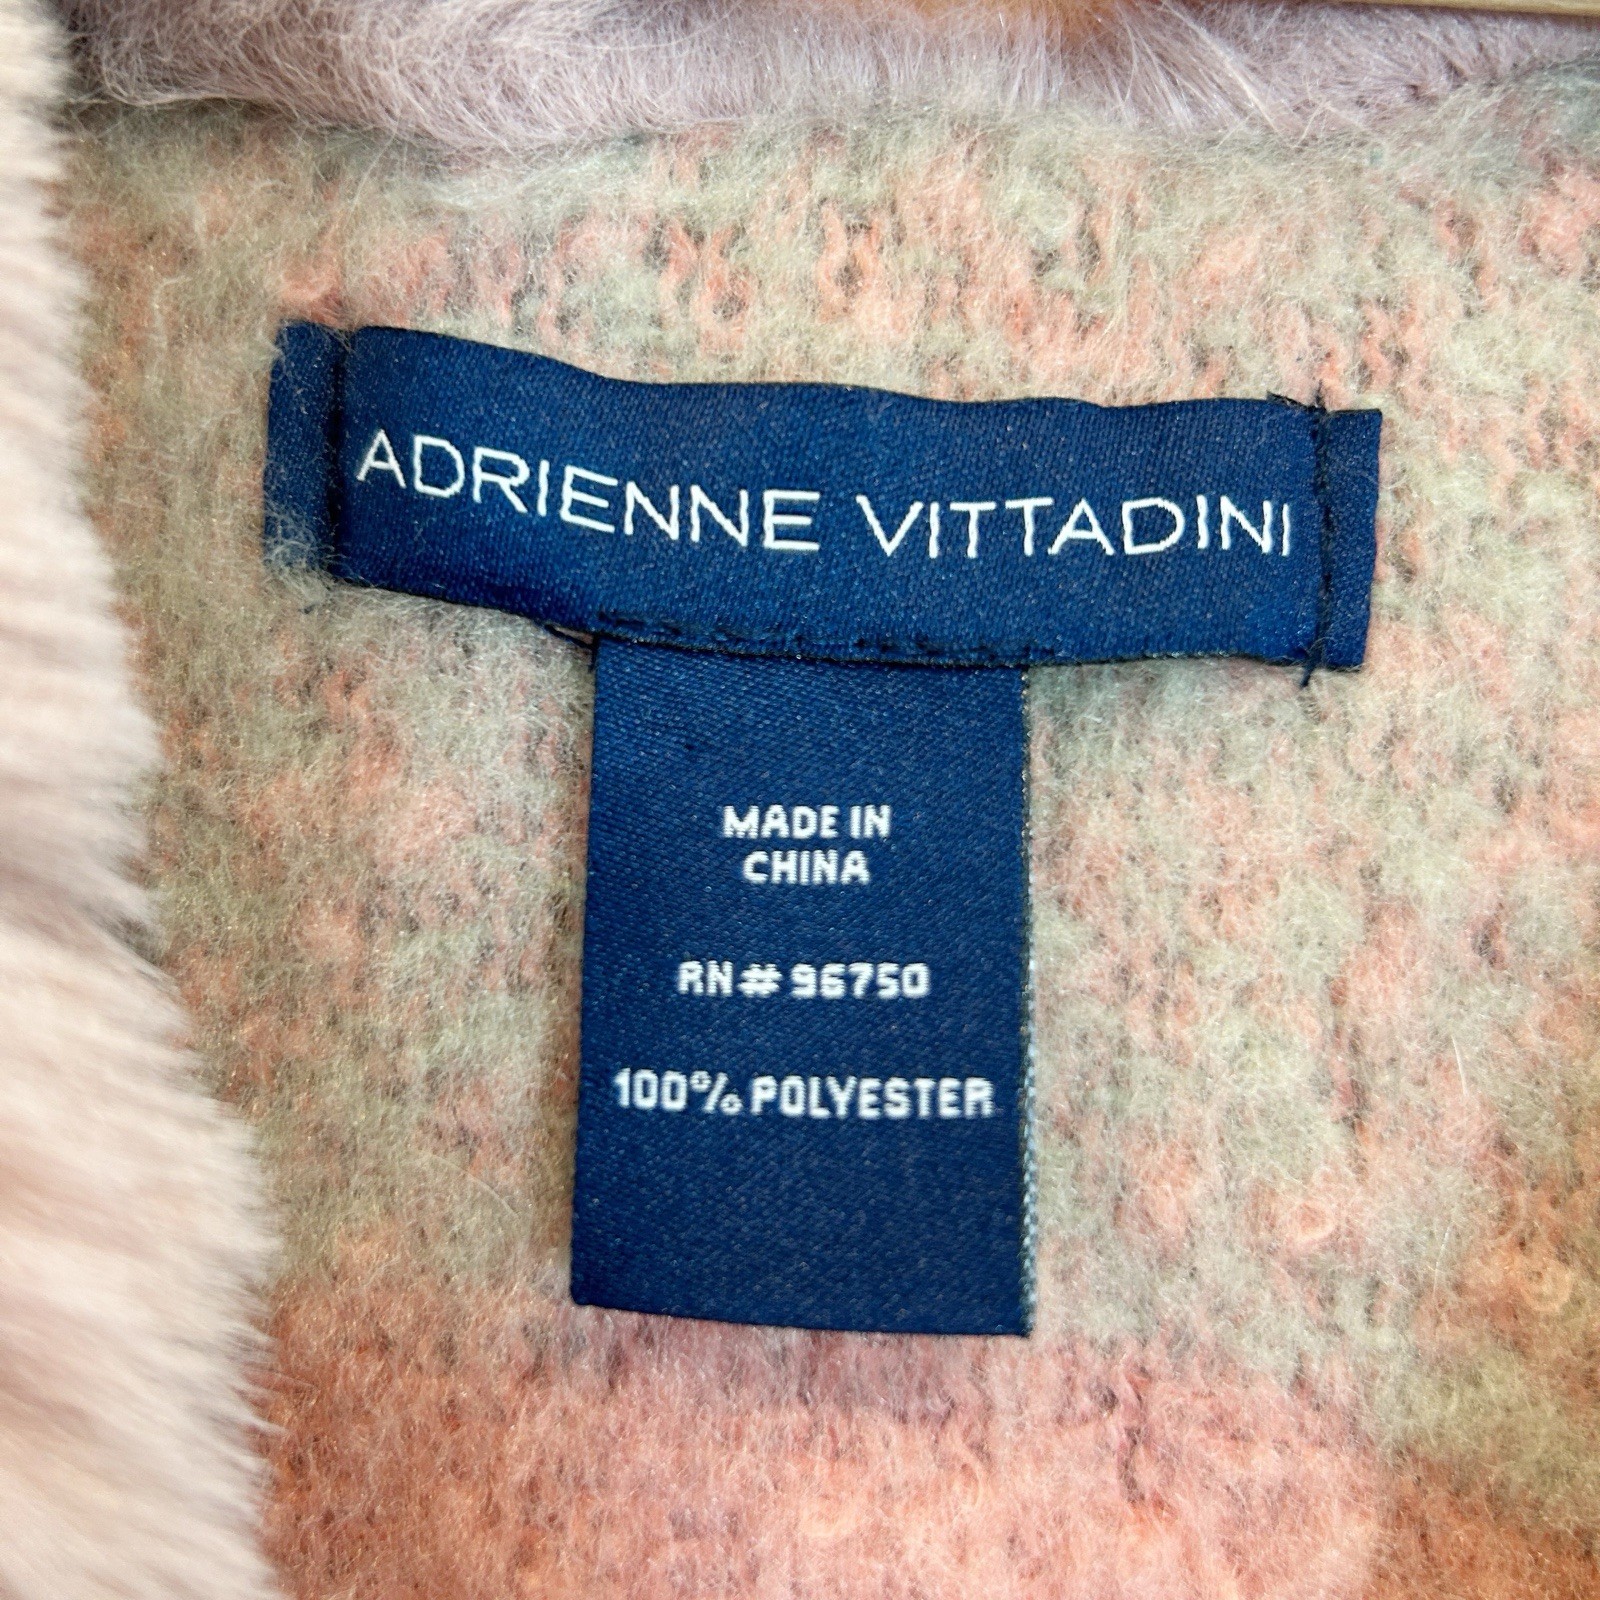 ADRIENNE VITTADINI
MADE IN
CHINA
RN# 96750
100% POLYESTER